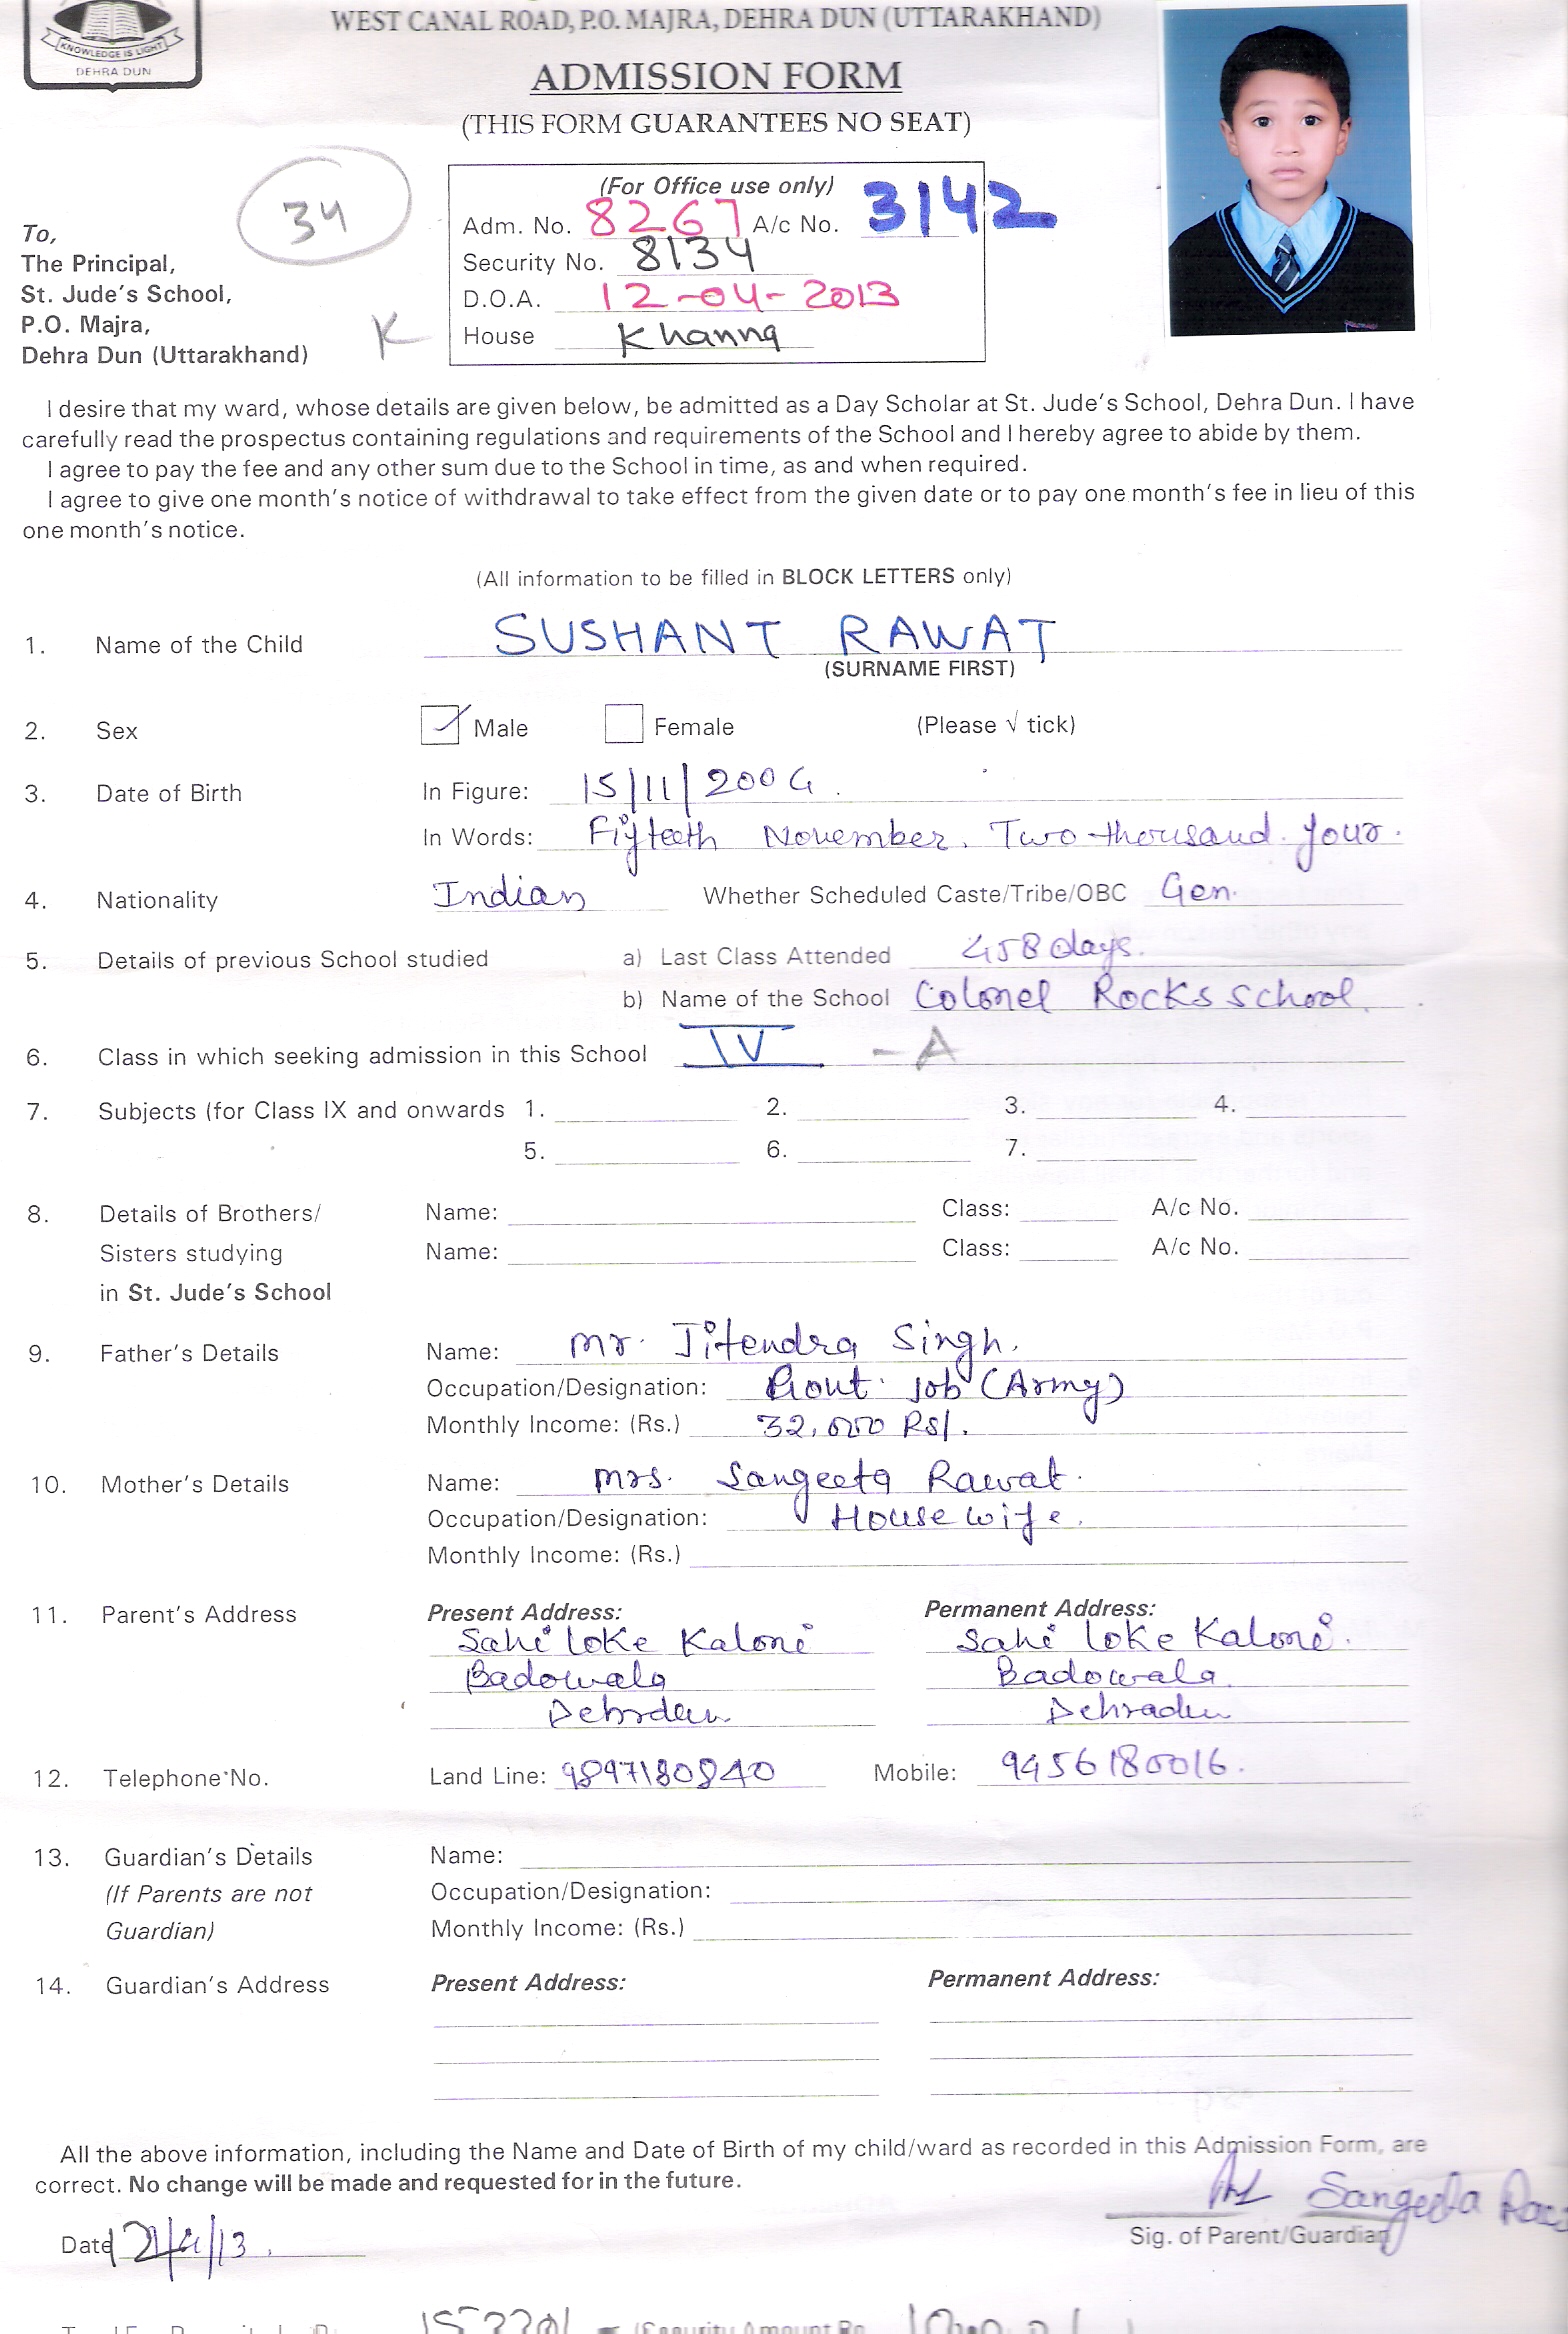 KNOWLEDGE IS LIGHT
DEHRA DUN
WEST CANAL ROAD, P.O. MAJRA, DEHRA DUN (UTTARAKHAND)
ADMISSION FORM
(THIS FORM GUARANTEES NO SEAT)
34
(For Office use only)
Adm. No. 8267 A/c No. 3142
Security No. 8134
D.O.A. 12-04-2013
House Khanna
To,
The Principal,
St. Jude's School,
P.O. Majra,
Dehra Dun (Uttarakhand)
K
I desire that my ward, whose details are given below, be admitted as a Day Scholar at St. Jude's School, Dehra Dun. I have
carefully read the prospectus containing regulations and requirements of the School and I hereby agree to abide by them.
I agree to pay the fee and any other sum due to the School in time, as and when required.
I agree to give one month's notice of withdrawal to take effect from the given date or to pay one month's fee in lieu of this
one month's notice.
(All information to be filled in BLOCK LETTERS only)
1. Name of the Child SUSHANT RAWAT
(SURNAME FIRST)
2. Sex Male Female (Please √ tick)
3. Date of Birth In Figure: 15/11/2004.
In Words: Fifteeth November. Two thousand four.
4. Nationality Indian Whether Scheduled Caste/Tribe/OBC Gen.
5. Details of previous School studied a) Last Class Attended 458 days.
b) Name of the School Colonel Rocks School.
6. Class in which seeking admission in this School IV - A
7. Subjects (for Class IX and onwards 1. 2. 3. 4.
5. 6. 7.
8. Details of Brothers/ Name: Class: A/c No.
Sisters studying Name: Class: A/c No.
in St. Jude's School
9. Father's Details Name: Mr. Jitendra Singh.
Occupation/Designation: Gout. Job (Army)
Monthly Income: (Rs.) 32,000 Rs/.
10. Mother's Details Name: Mrs. Sangeeta Rawat.
Occupation/Designation: House wife.
Monthly Income: (Rs.)
11. Parent's Address Present Address: Permanent Address:
Sahi Loke Kaloni Sahi Loke Kaloni.
Badowala Badowala.
Dehrdun. Dehradun
12. Telephone No. Land Line: 9897180840 Mobile: 9456180016.
13. Guardian's Details Name:
(If Parents are not Occupation/Designation:
Guardian) Monthly Income: (Rs.)
14. Guardian's Address Present Address: Permanent Address:
All the above information, including the Name and Date of Birth of my child/ward as recorded in this Admission Form, are
correct. No change will be made and requested for in the future.
Sangeeta
Date 12/4/13. Sig. of Parent/Guardian